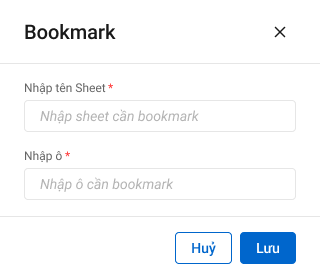 Bookmark
Nhập tên Sheet *
Nhập sheet cần bookmark
Nhập ô *
Nhập ô cần bookmark
Huỷ Lưu